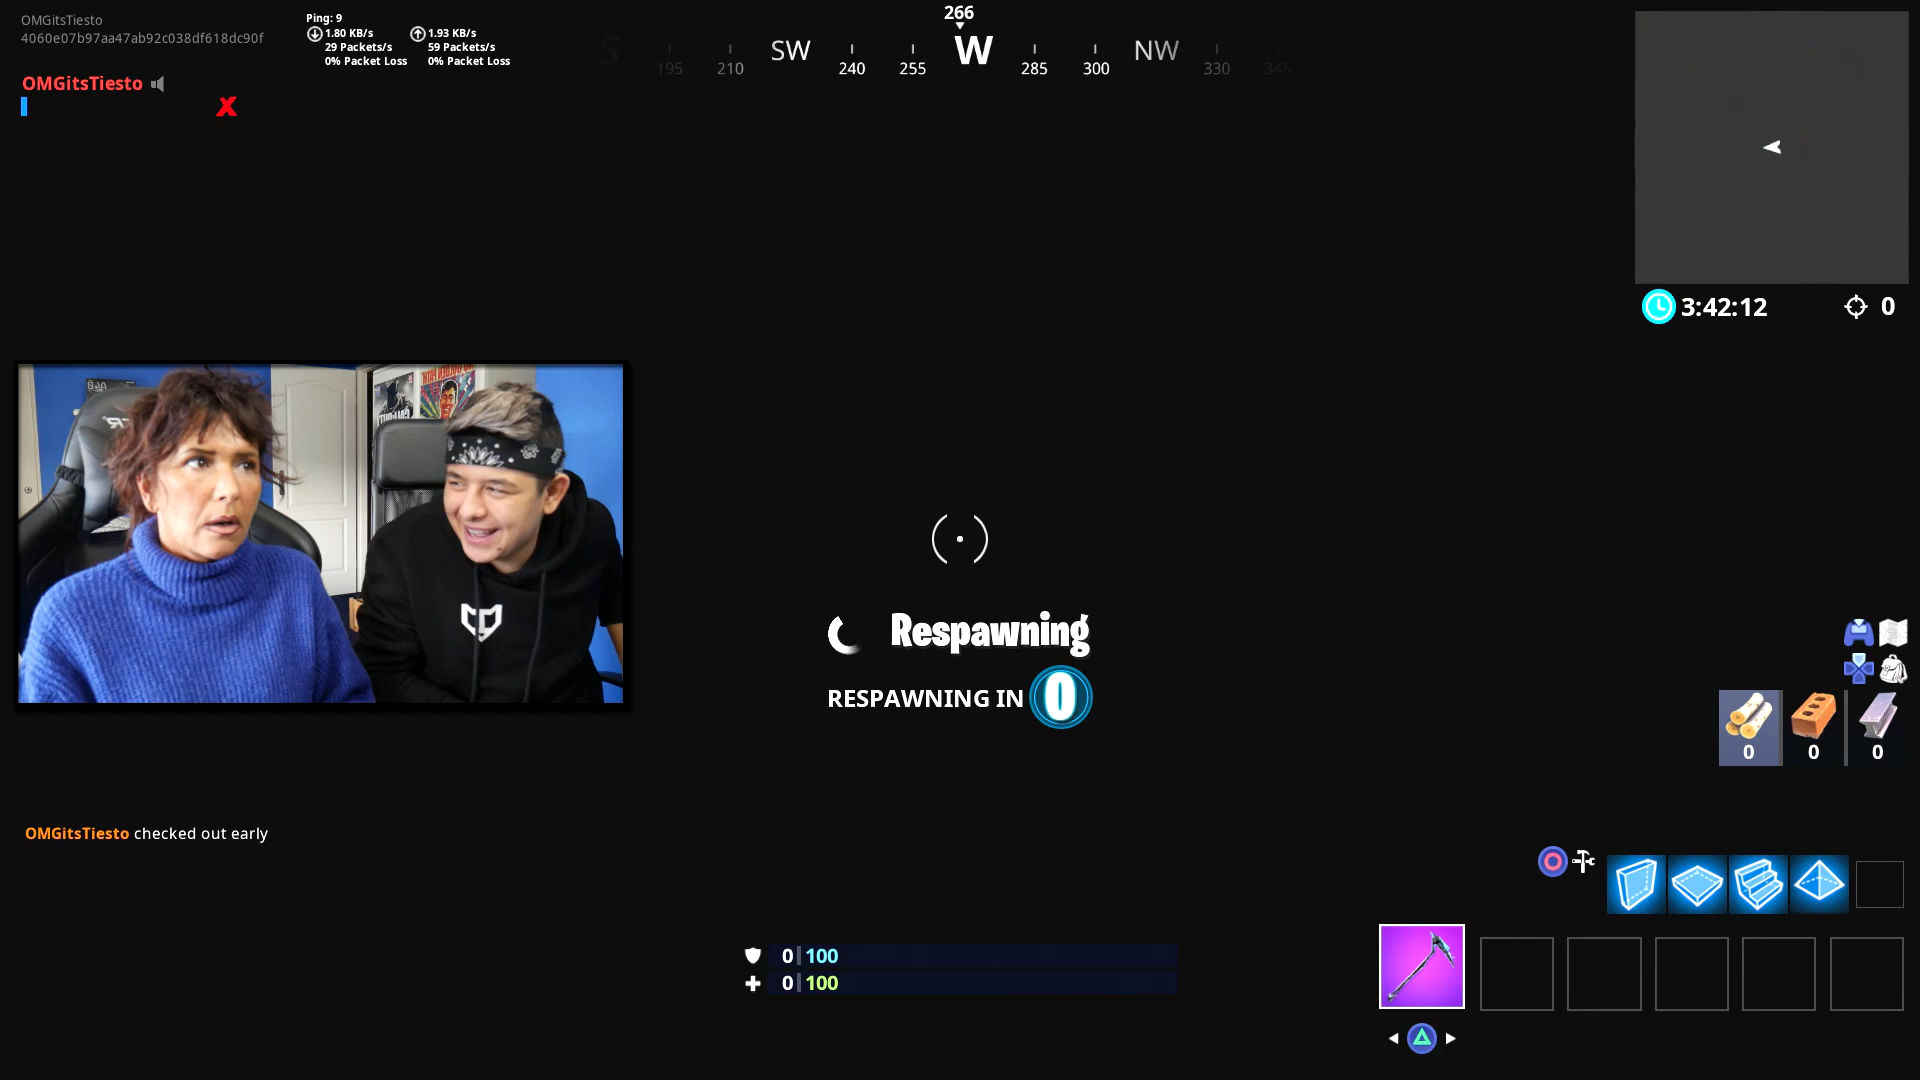 OMGitsTiesto
4060e07b97aa47ab92c038df618dc90f
Ping: 9
1.80 KB/s 1.93 KB/s
29 Packets/s 59 Packets/s
0% Packet Loss 0% Packet Loss
OMGitsTiesto
X
266
S SW W NW
195 210 240 255 285 300 330 345
3:42:12 0
Respawning
RESPAWNING IN 0
0 0 0
OMGitsTiesto checked out early
0 | 100
0 | 100